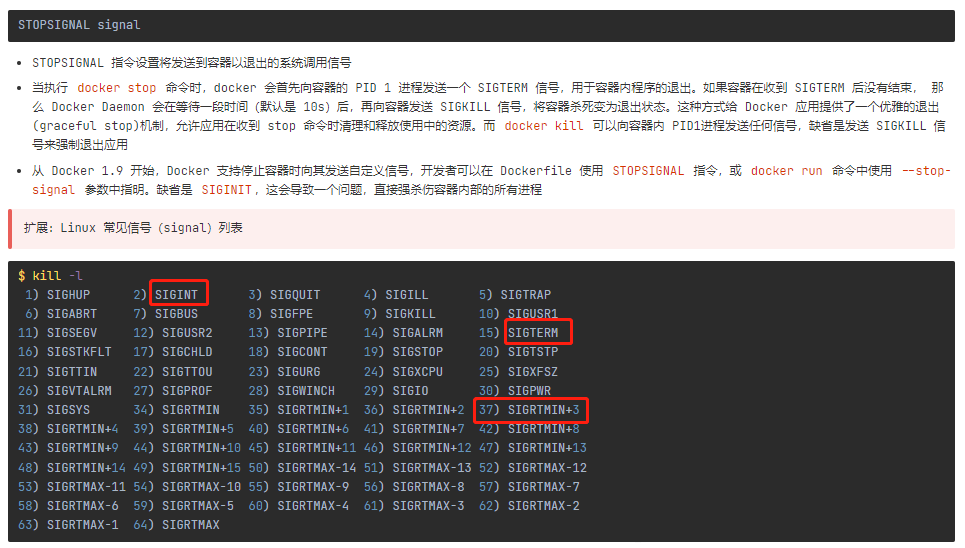 STOPSIGNAL signal
STOPSIGNAL 指令设置将发送到容器以退出的系统调用信号
当执行 docker stop 命令时，docker 会首先向容器的 PID 1 进程发送一个 SIGTERM 信号，用于容器内程序的退出。如果容器在收到 SIGTERM 后没有结束， 那
么 Docker Daemon 会在等待一段时间（默认是 10s）后，再向容器发送 SIGKILL 信号，将容器杀死变为退出状态。这种方式给 Docker 应用提供了一个优雅的退出
(graceful stop)机制，允许应用在收到 stop 命令时清理和释放使用中的资源。而 docker kill 可以向容器内 PID1进程发送任何信号，缺省是发送 SIGKILL 信
号来强制退出应用
从 Docker 1.9 开始，Docker 支持停止容器时向其发送自定义信号，开发者可以在 Dockerfile 使用 STOPSIGNAL 指令，或 docker run 命令中使用 --stop-
signal 参数中指明。缺省是 SIGINIT，这会导致一个问题，直接强杀伤容器内部的所有进程
扩展：Linux 常见信号（signal）列表
$ kill -l
1) SIGHUP 2) SIGINT 3) SIGQUIT 4) SIGILL 5) SIGTRAP
6) SIGABRT 7) SIGBUS 8) SIGFPE 9) SIGKILL 10) SIGUSR1
11) SIGSEGV 12) SIGUSR2 13) SIGPIPE 14) SIGALRM 15) SIGTERM
16) SIGSTKFLT 17) SIGCHLD 18) SIGCONT 19) SIGSTOP 20) SIGTSTP
21) SIGTTIN 22) SIGTTOU 23) SIGURG 24) SIGXCPU 25) SIGXFSZ
26) SIGVTALRM 27) SIGPROF 28) SIGWINCH 29) SIGIO 30) SIGPWR
31) SIGSYS 34) SIGRTMIN 35) SIGRTMIN+1 36) SIGRTMIN+2 37) SIGRTMIN+3
38) SIGRTMIN+4 39) SIGRTMIN+5 40) SIGRTMIN+6 41) SIGRTMIN+7 42) SIGRTMIN+8
43) SIGRTMIN+9 44) SIGRTMIN+10 45) SIGRTMIN+11 46) SIGRTMIN+12 47) SIGRTMIN+13
48) SIGRTMIN+14 49) SIGRTMIN+15 50) SIGRTMAX-14 51) SIGRTMAX-13 52) SIGRTMAX-12
53) SIGRTMAX-11 54) SIGRTMAX-10 55) SIGRTMAX-9 56) SIGRTMAX-8 57) SIGRTMAX-7
58) SIGRTMAX-6 59) SIGRTMAX-5 60) SIGRTMAX-4 61) SIGRTMAX-3 62) SIGRTMAX-2
63) SIGRTMAX-1 64) SIGRTMAX